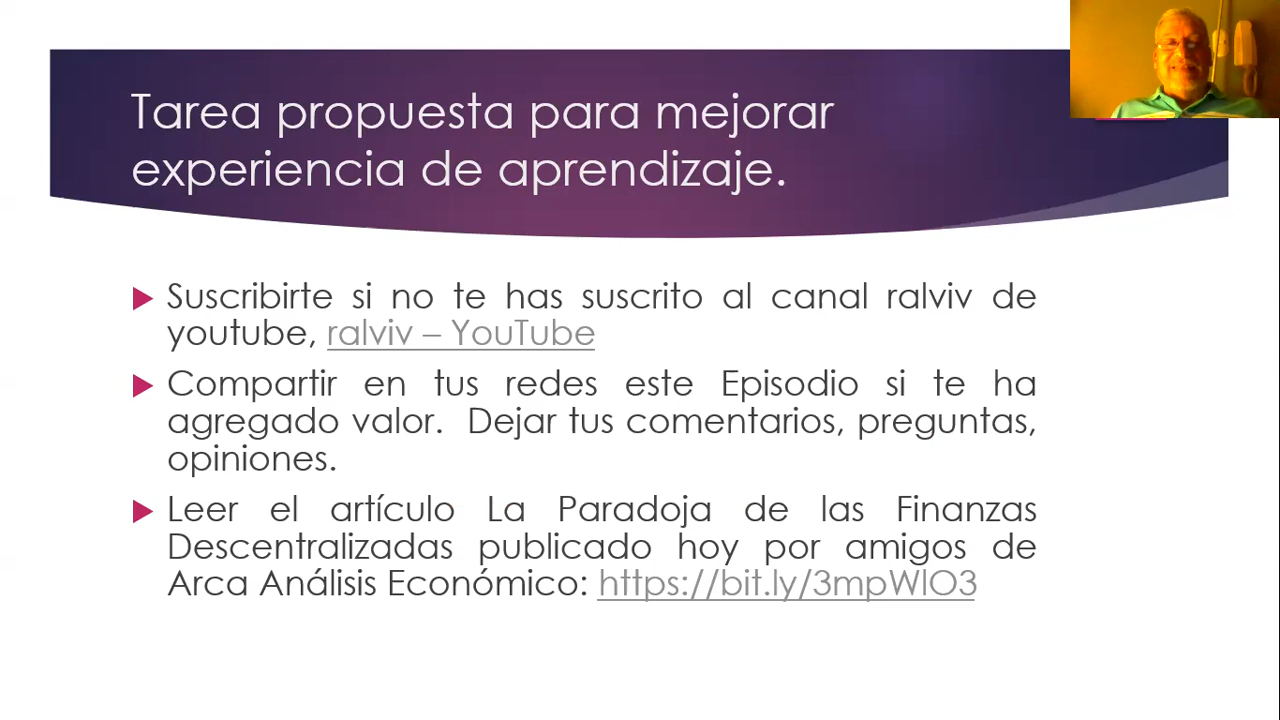 Tarea propuesta para mejorar
experiencia de aprendizaje.
Suscribirte si no te has suscrito al canal ralviv de
youtube, ralviv – YouTube
Compartir en tus redes este Episodio si te ha
agregado valor.  Dejar tus comentarios, preguntas,
opiniones.
Leer el artículo La Paradoja de las Finanzas
Descentralizadas publicado hoy por amigos de
Arca Análisis Económico: https://bit.ly/3mpWlO3